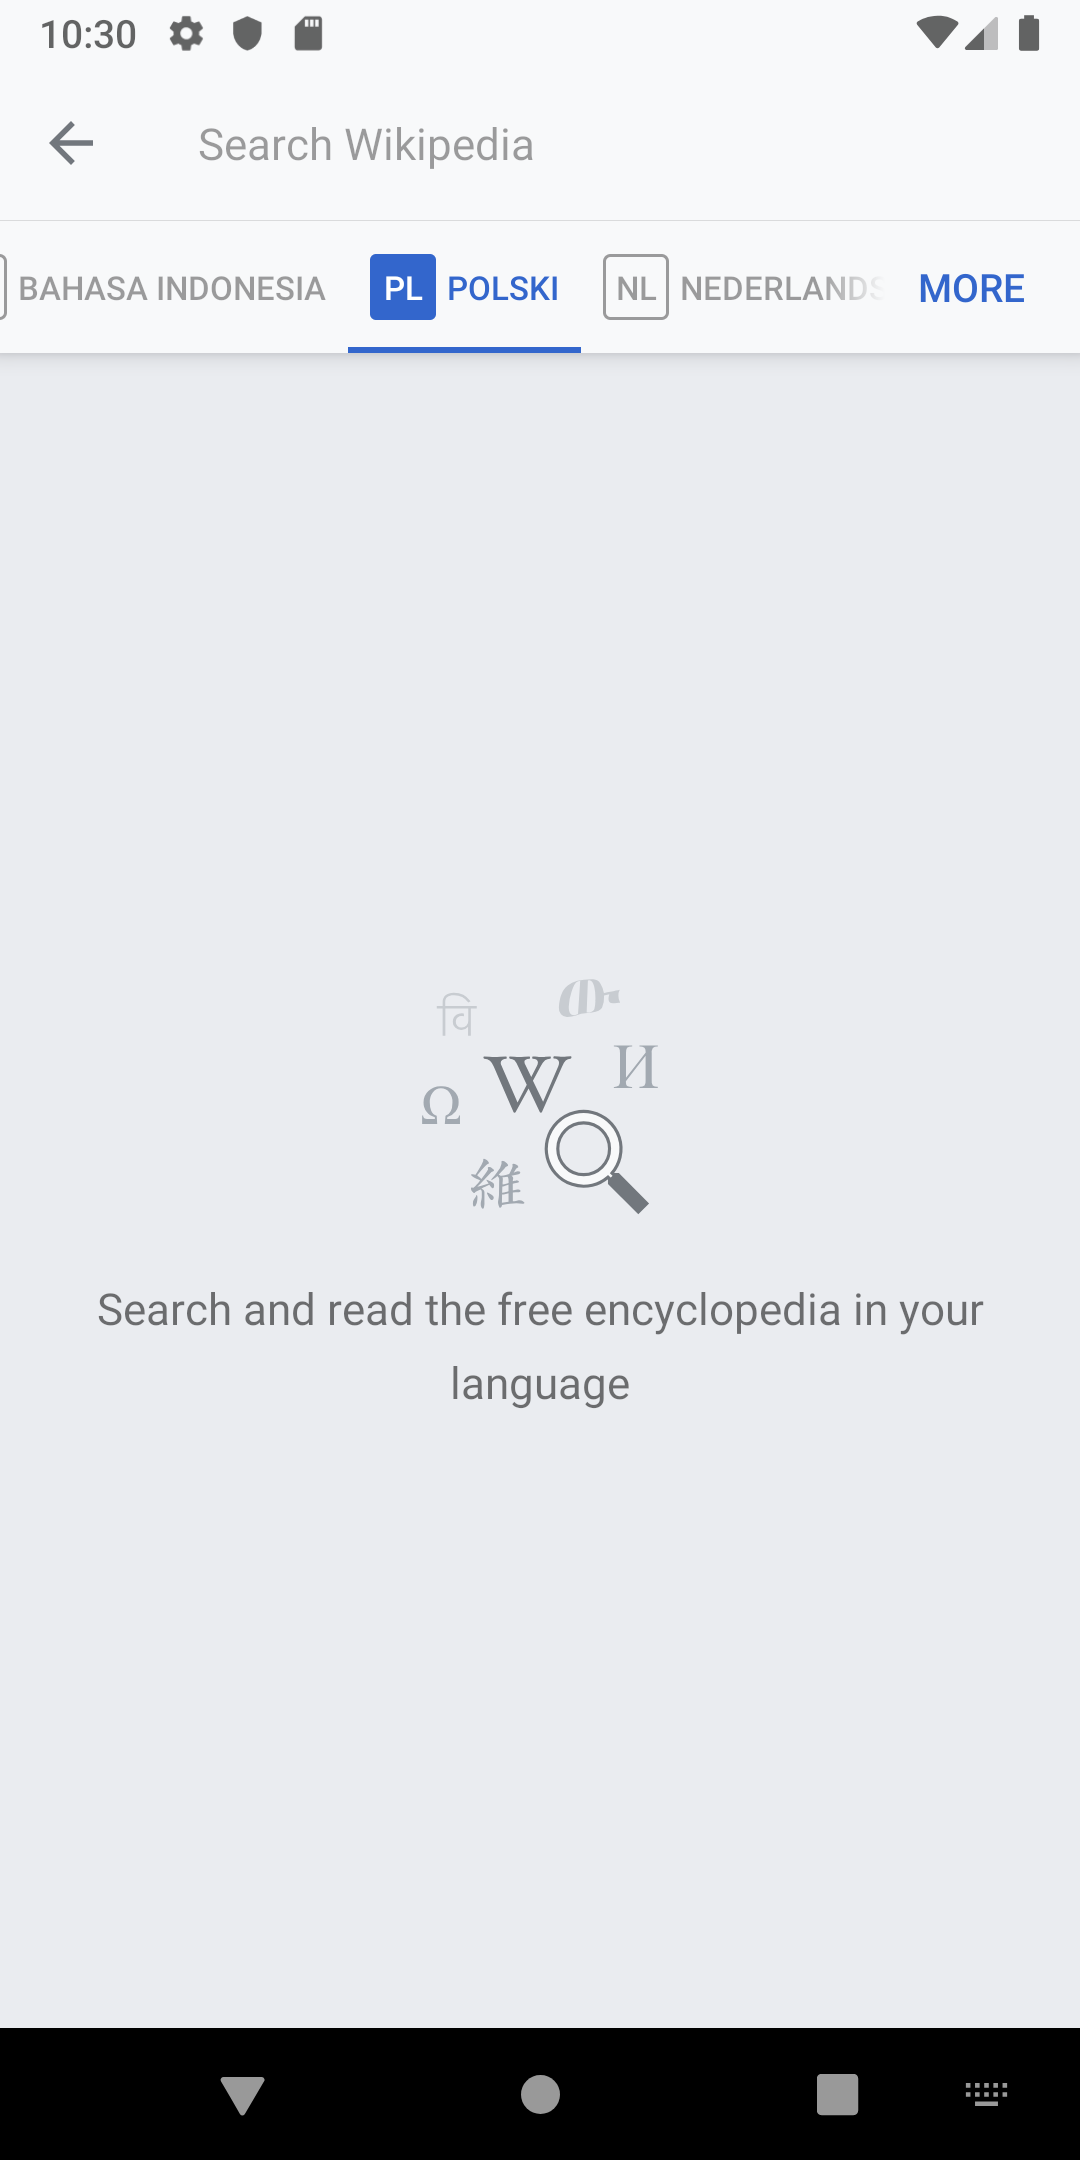 10:30
Search Wikipedia
BAHASA INDONESIA PL POLSKI NL NEDERLANDS MORE
वि
W И
Ω
維
Search and read the free encyclopedia in your
language